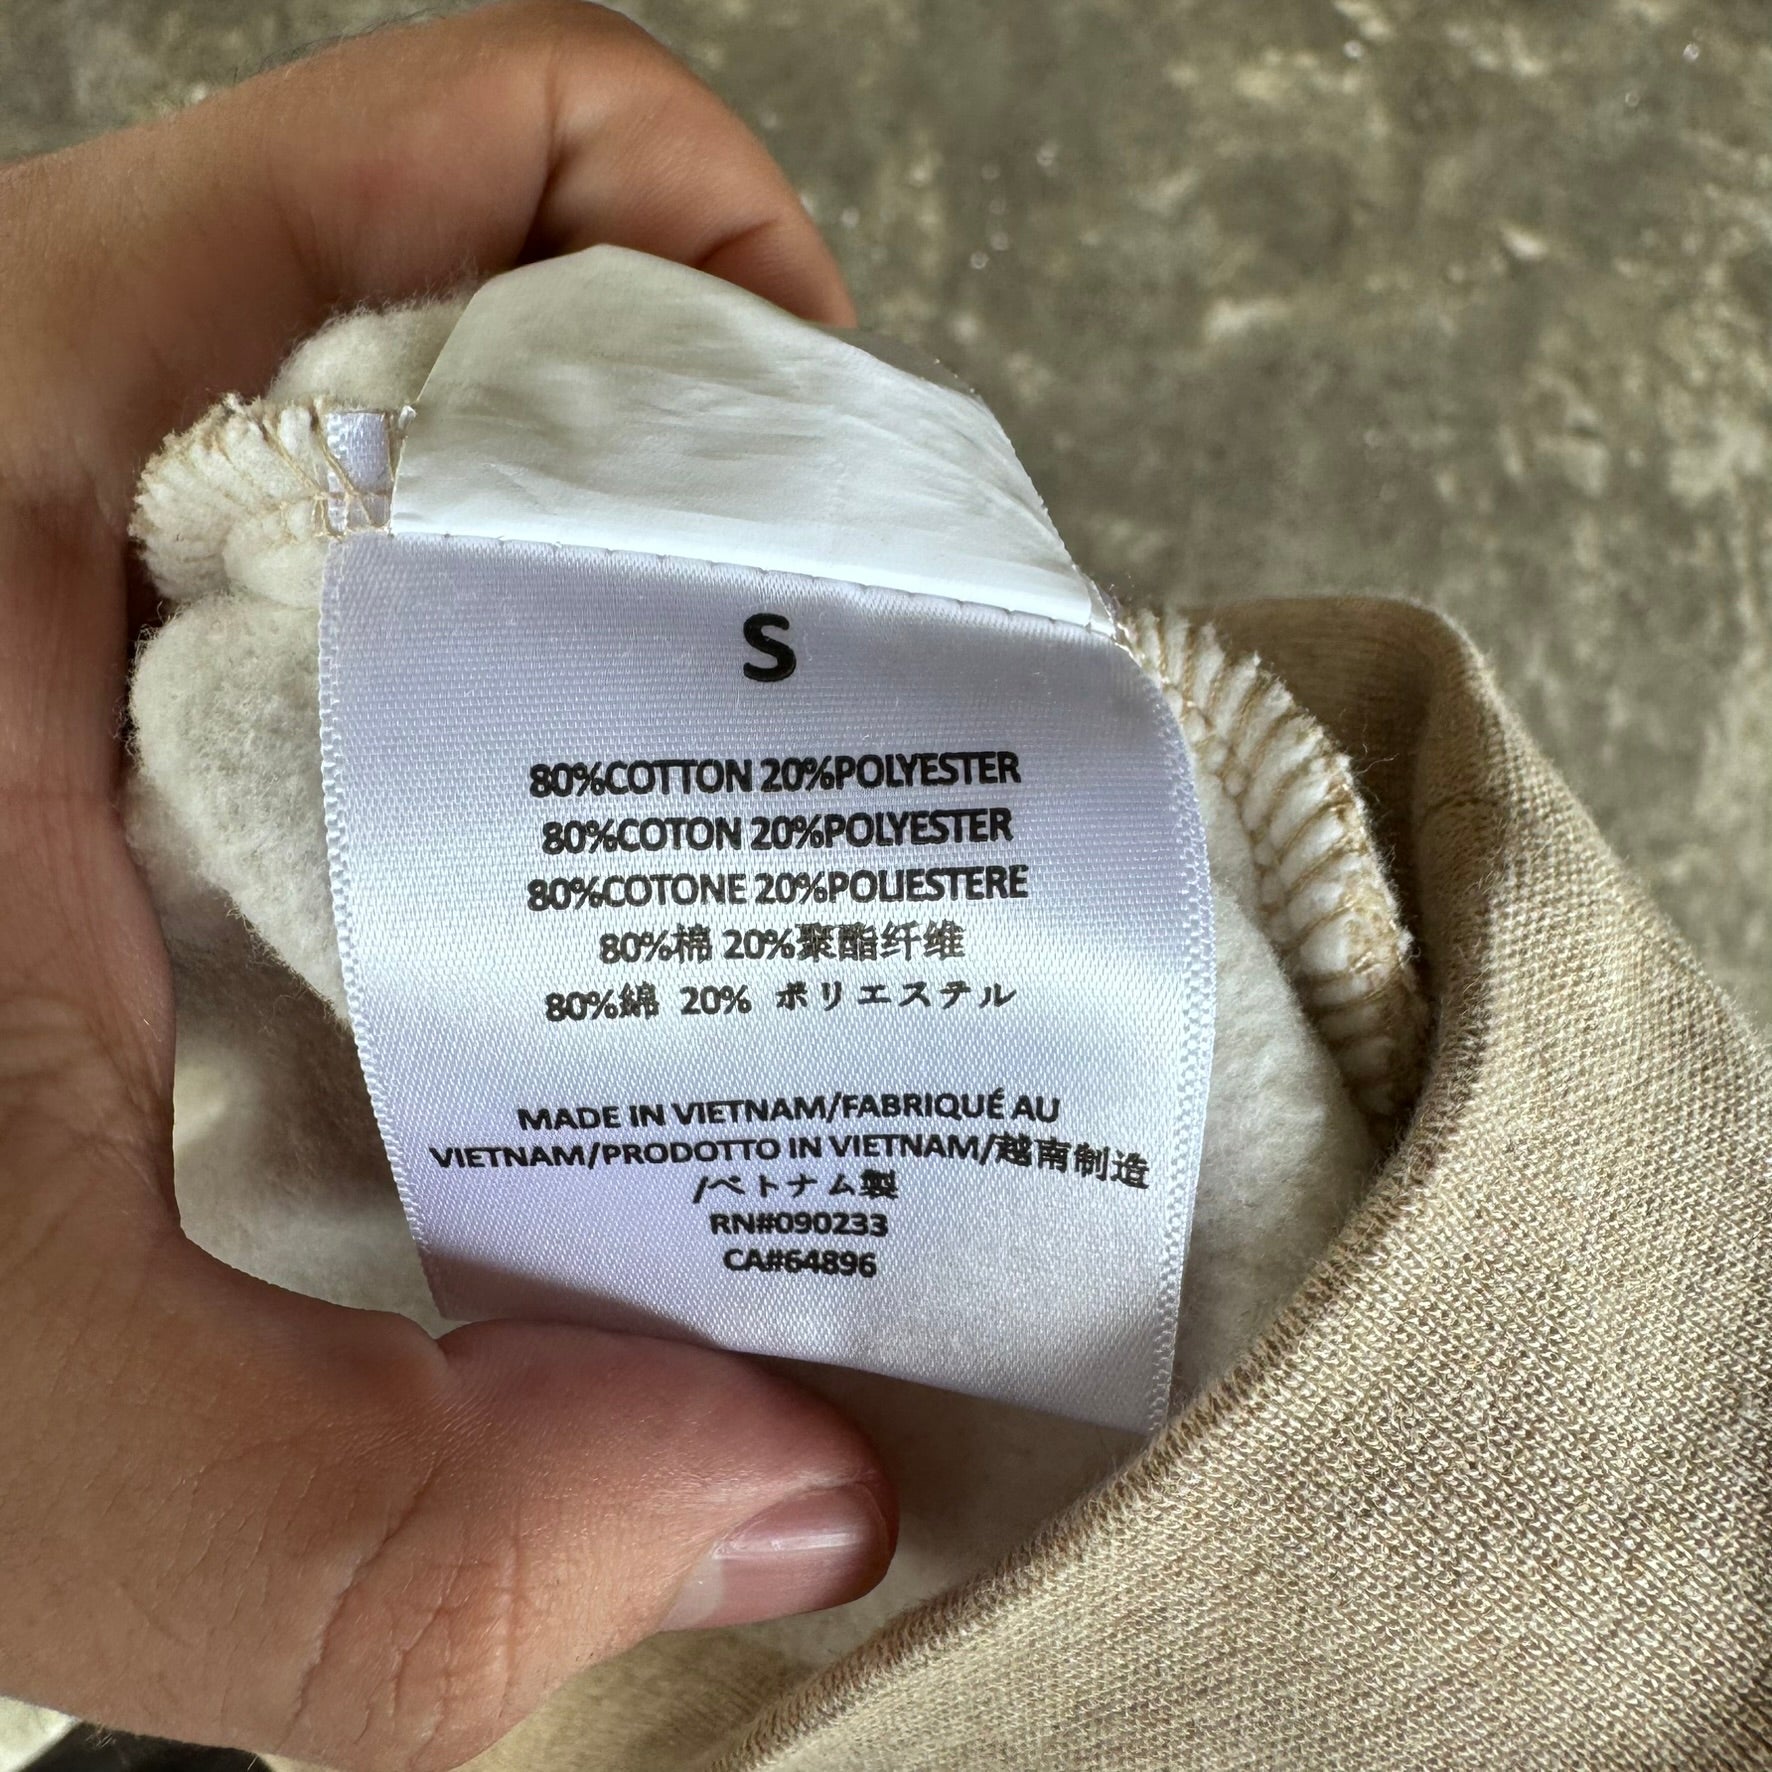 S
80%COTTON 20%POLYESTER
80%COTON 20%POLYESTER
80%COTONE 20%POLIESTERE
80%棉 20%聚酯纤维
80%綿 20% ポリエステル
MADE IN VIETNAM/FABRIQUÉ AU
VIETNAM/PRODOTTO IN VIETNAM/越南制造
/ベトナム製
RN#090233
CA#64896